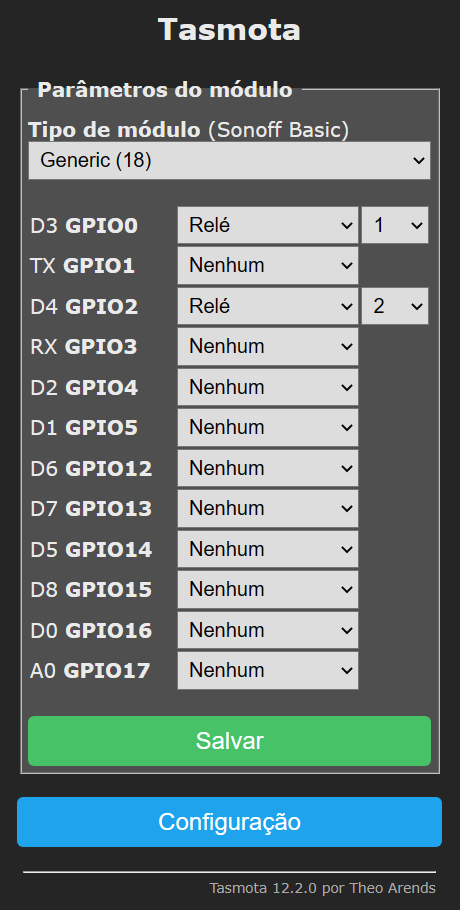 Tasmota
Parâmetros do módulo
Tipo de módulo (Sonoff Basic)
Generic (18)
D3 GPIO0 Relé 1
TX GPIO1 Nenhum
D4 GPIO2 Relé 2
RX GPIO3 Nenhum
D2 GPIO4 Nenhum
D1 GPIO5 Nenhum
D6 GPIO12 Nenhum
D7 GPIO13 Nenhum
D5 GPIO14 Nenhum
D8 GPIO15 Nenhum
D0 GPIO16 Nenhum
A0 GPIO17 Nenhum
Salvar
Configuração
Tasmota 12.2.0 por Theo Arends